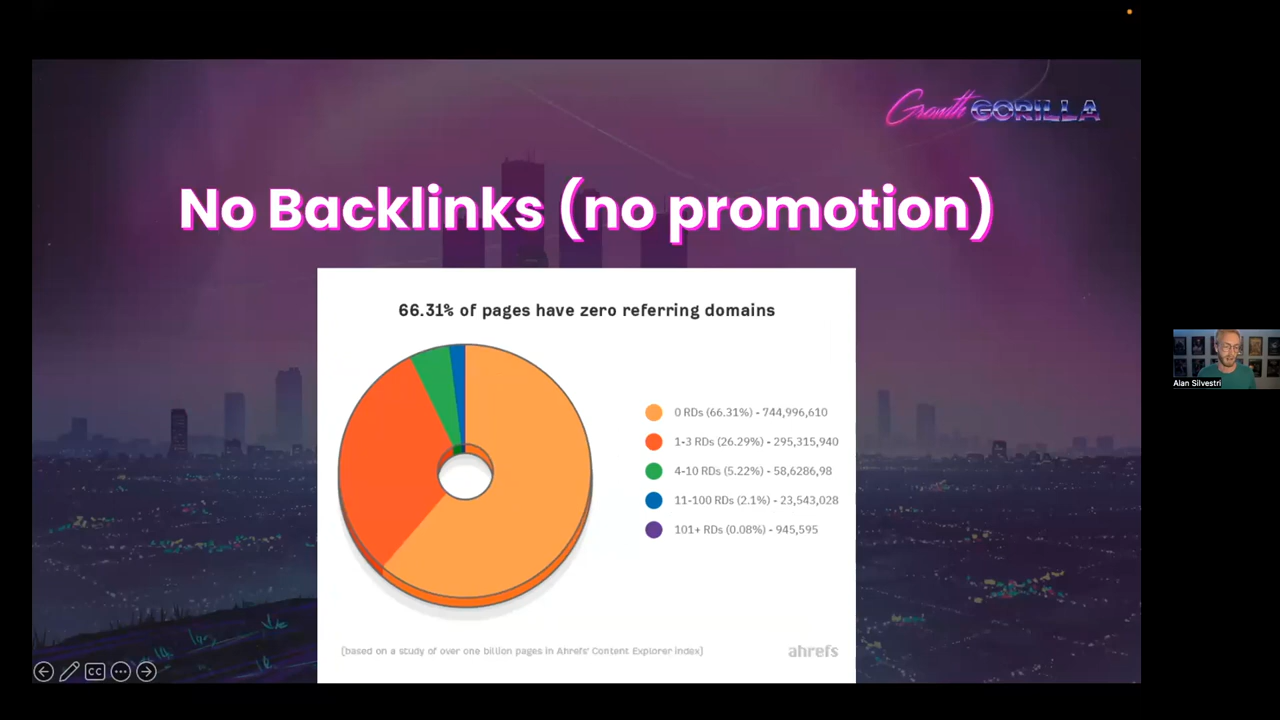 Growth GORILLA
No Backlinks (no promotion)
66.31% of pages have zero referring domains
0 RDs (66.31%) - 744,996,610
1-3 RDs (26.29%) - 295,315,940
4-10 RDs (5.22%) - 58,6286,98
11-100 RDs (2.1%) - 23,543,028
101+ RDs (0.08%) - 945,595
(based on a study of over one billion pages in Ahrefs' Content Explorer index)
ahrefs
Alan Silvestri
CC